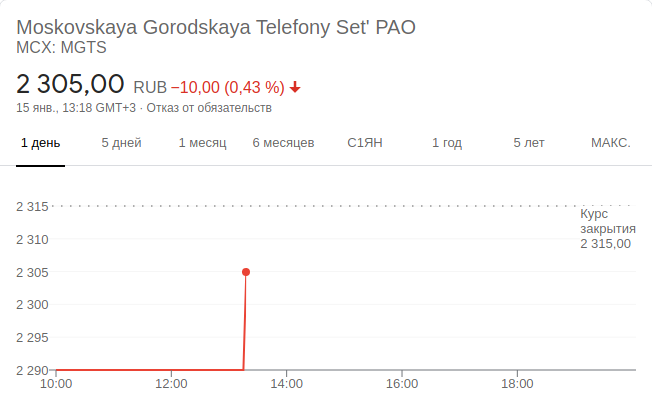 Moskovskaya Gorodskaya Telefony Set' PAO
MCX: MGTS
2 305,00 RUB −10,00 (0,43 %)
15 янв., 13:18 GMT+3 · Отказ от обязательств
1 день 5 дней 1 месяц 6 месяцев С1ЯН 1 год 5 лет МАКС.
2 315
Курс
закрытия
2 315,00
2 310
2 305
2 300
2 295
2 290
10:00 12:00 14:00 16:00 18:00